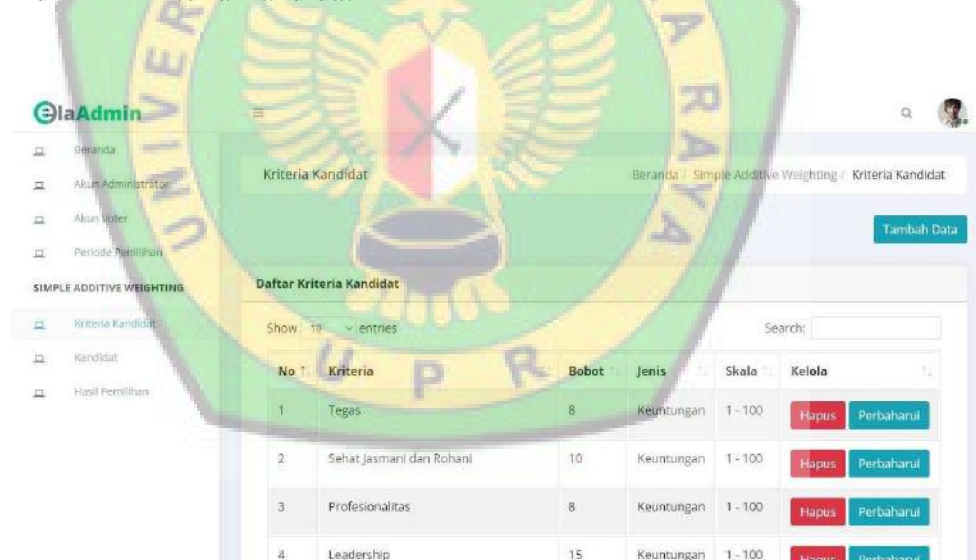 ElaAdmin
Beranda
Akun Administrator
Akun Voter
Periode Pemilihan
SIMPLE ADDITIVE WEIGHTING
Kriteria Kandidat
Kandidat
Hasil Pemilihan
Kriteria Kandidat
Beranda / Simple Additive Weighting / Kriteria Kandidat
Tambah Data
Daftar Kriteria Kandidat
Show 10 entries
Search:
No Kriteria Bobot Jenis Skala Kelola
1 Tegas 8 Keuntungan 1 - 100 Hapus Perbaharui
2 Sehat Jasmani dan Rohani 10 Keuntungan 1 - 100 Hapus Perbaharui
3 Profesionalitas 8 Keuntungan 1 - 100 Hapus Perbaharui
4 Leadership 15 Keuntungan 1 - 100 Hapus Perbaharui
UNIVER
A RAYA
UPR